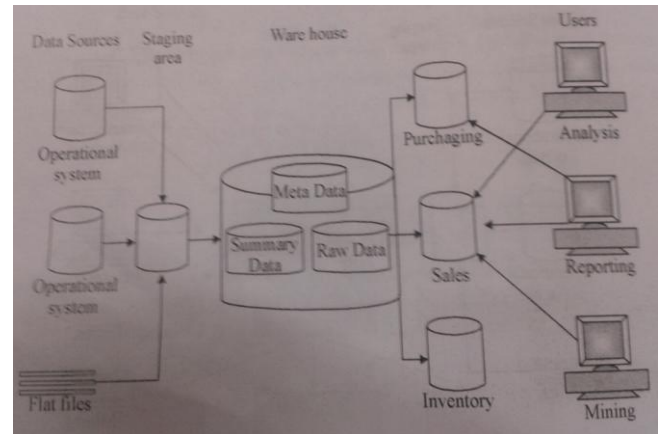 Data Sources
Staging
area
Ware house
Users
Operational
system
Purchaging
Analysis
Meta Data
Summary
Data
Raw Data
Operational
system
Sales
Reporting
Flat files
Inventory
Mining